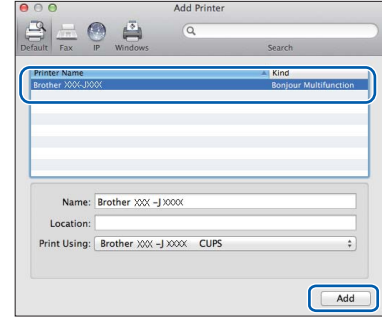 Add Printer
Default Fax IP Windows Search
Printer Name Kind
Brother XXX-JXXX Bonjour Multifunction
Name: Brother XXX -J XXXX
Location:
Print Using: Brother XXX -J XXXX CUPS
Add